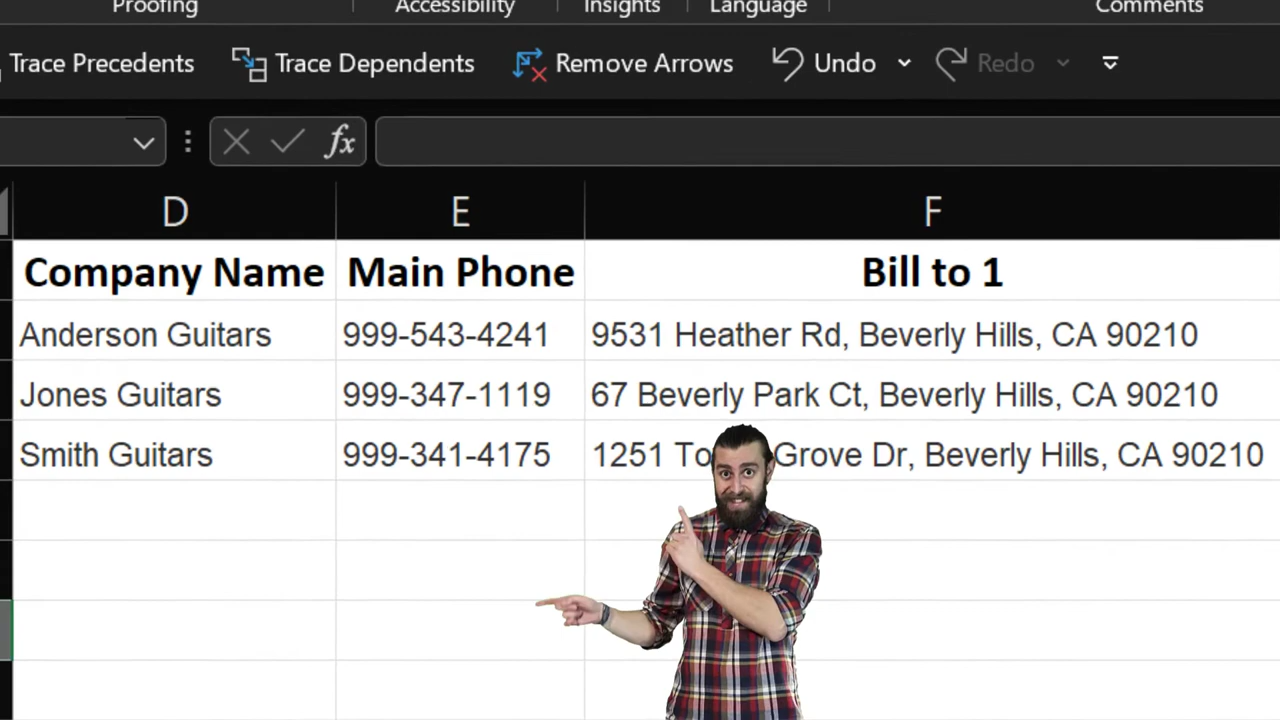 Proofing Accessibility Insights Language Comments
Trace Precedents Trace Dependents Remove Arrows Undo Redo
fx
D E F
Company Name Main Phone Bill to 1
Anderson Guitars 999-543-4241 9531 Heather Rd, Beverly Hills, CA 90210
Jones Guitars 999-347-1119 67 Beverly Park Ct, Beverly Hills, CA 90210
Smith Guitars 999-341-4175 1251 Grove Dr, Beverly Hills, CA 90210